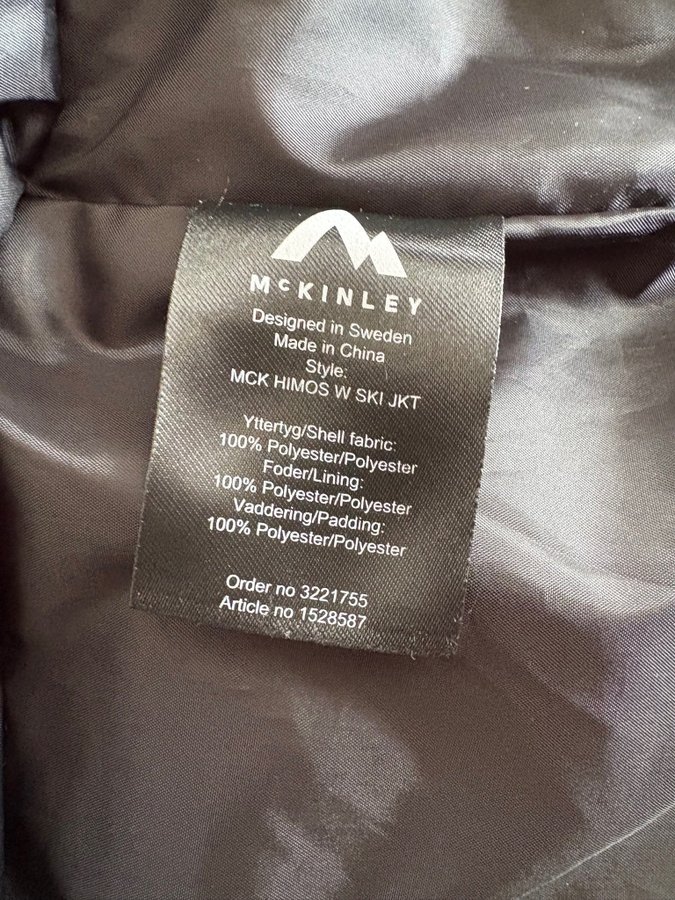 McKINLEY
Designed in Sweden
Made in China
Style:
MCK HIMOS W SKI JKT
Yttertyg/Shell fabric:
100% Polyester/Polyester
Foder/Lining:
100% Polyester/Polyester
Vaddering/Padding:
100% Polyester/Polyester
Order no 3221755
Article no 1528587